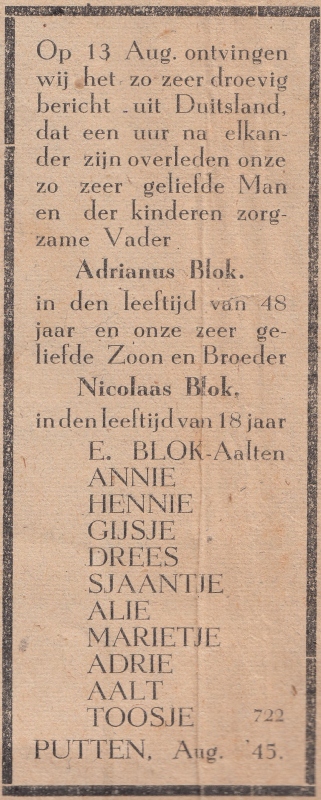 Op 13 Aug. ontvingen
wij het zo zeer droevig
bericht uit Duitsland,
dat een uur na elkan-
der zijn overleden onze
zo zeer geliefde Man
en der kinderen zorg-
zame Vader
Adrianus Blok.
in den leeftijd van 48
jaar en onze zeer ge-
liefde Zoon en Broeder
Nicolaas Blok,
in den leeftijd van 18 jaar
E. BLOK-Aalten
ANNIE
HENNIE
GIJSJE
DREES
SJAANTJE
ALIE
MARIETJE
ADRIE
AALT
TOOSJE 722
PUTTEN, Aug. '45.